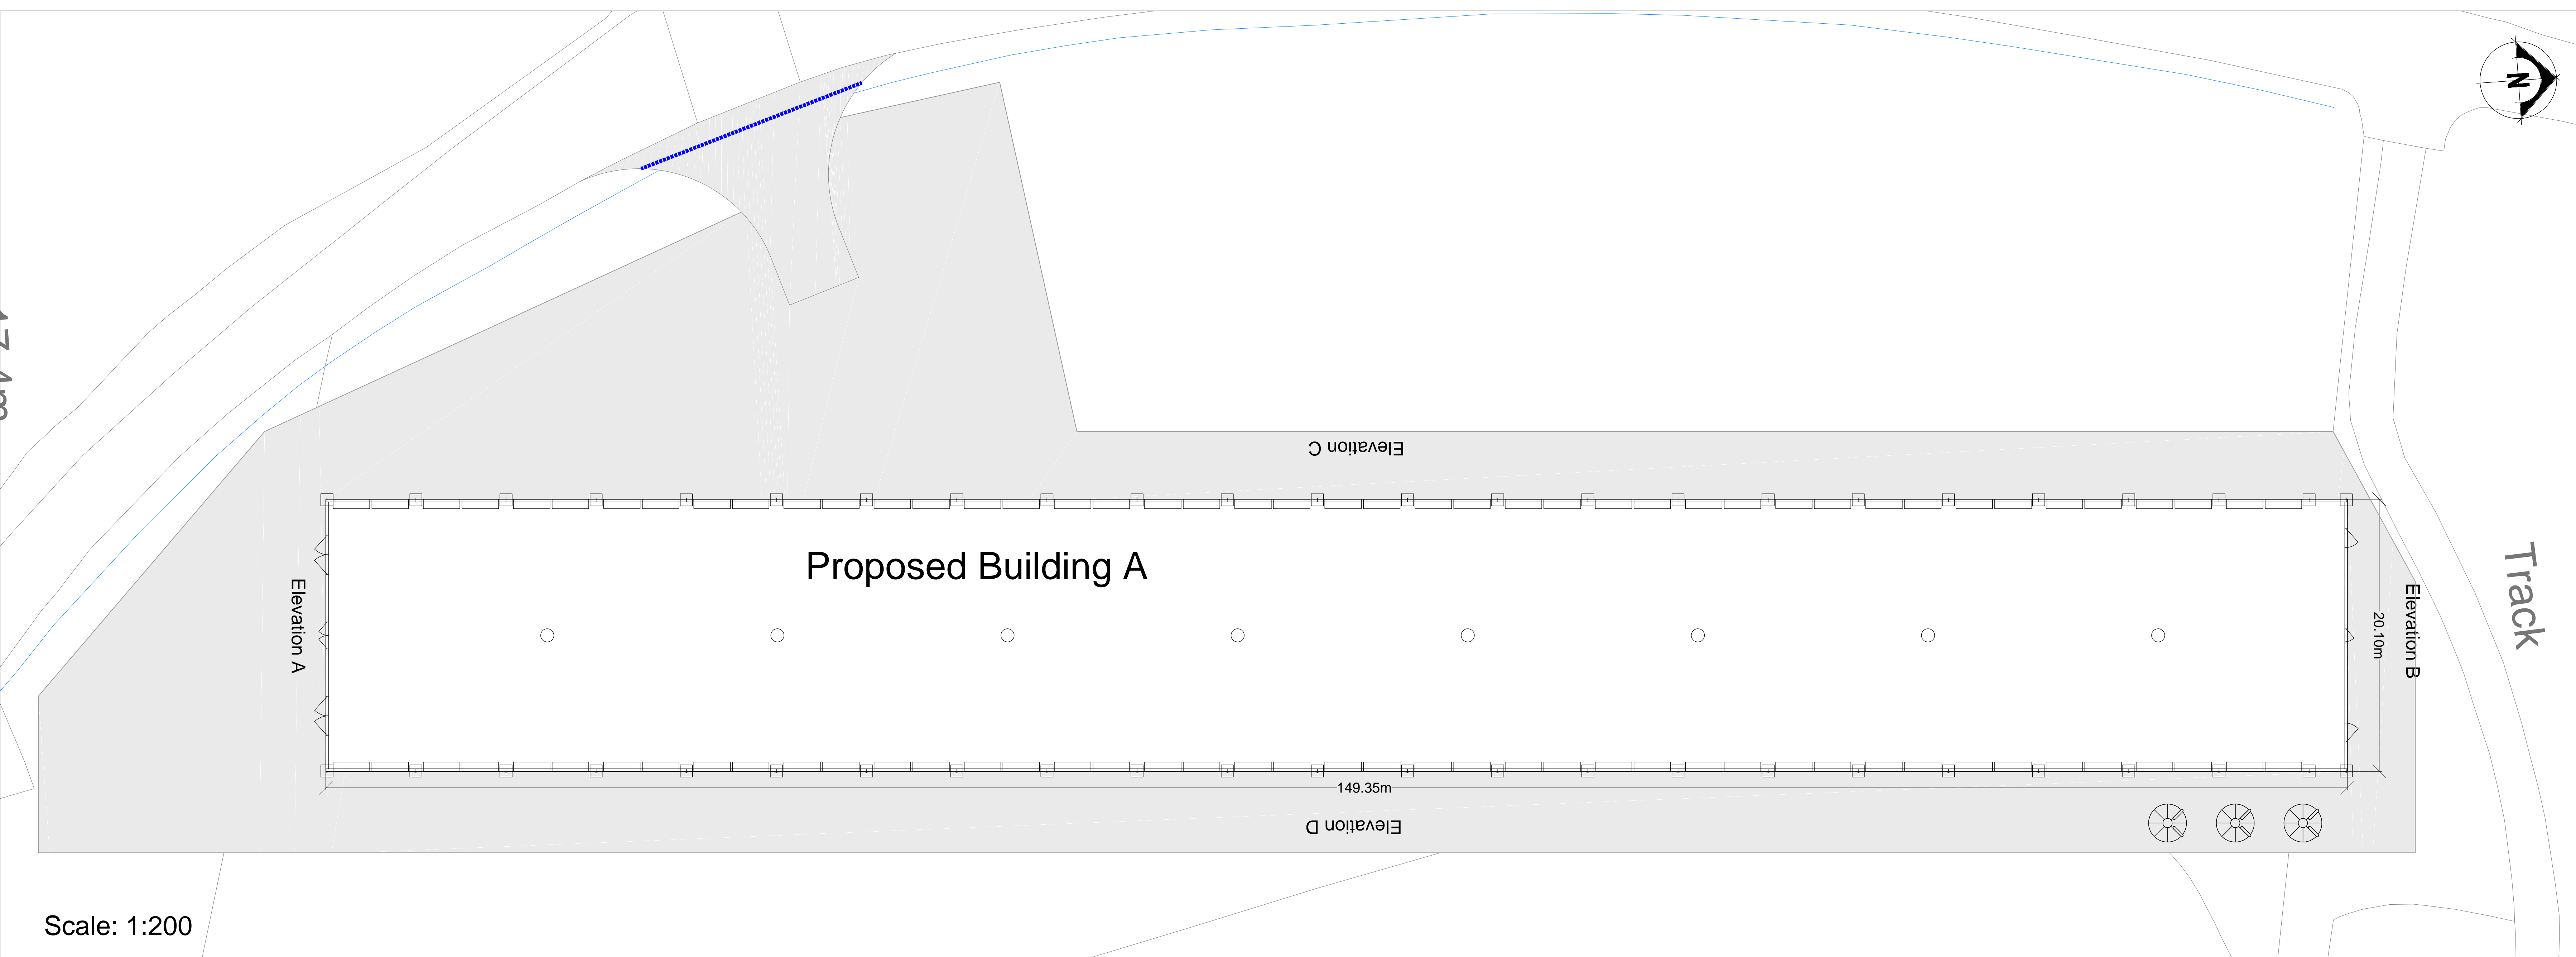 N
Elevation C
Proposed Building A
Elevation A
Elevation B
20.10m
Track
149.35m
Elevation D
Scale: 1:200